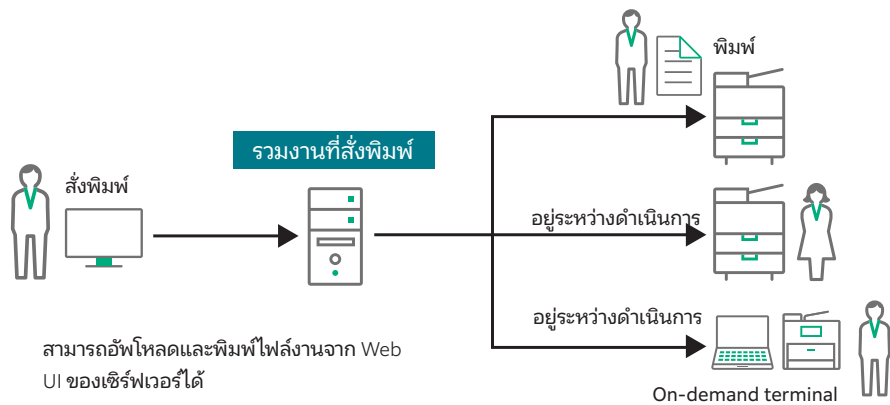 พิมพ์
รวมงานที่สั่งพิมพ์
สั่งพิมพ์
อยู่ระหว่างดำเนินการ
อยู่ระหว่างดำเนินการ
สามารถอัพโหลดและพิมพ์ไฟล์งานจาก Web
UI ของเซิร์ฟเวอร์ได้
On-demand terminal